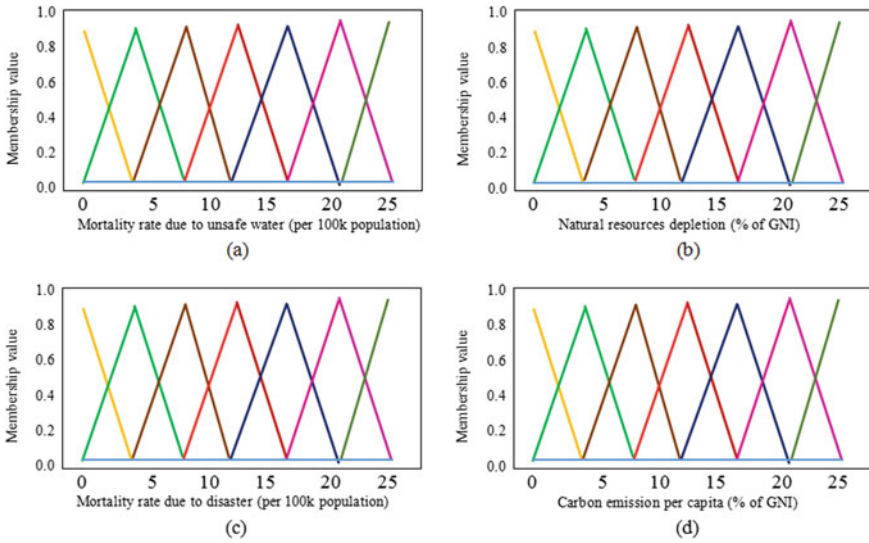 1.0
0.8
0.6
0.4
0.2
0.0
Membership value
0 5 10 15 20 25
Mortality rate due to unsafe water (per 100k population)
(a)
1.0
0.8
0.6
0.4
0.2
0.0
Membership value
0 5 10 15 20 25
Natural resources depletion (% of GNI)
(b)
1.0
0.8
0.6
0.4
0.2
0.0
Membership value
0 5 10 15 20 25
Mortality rate due to disaster (per 100k population)
(c)
1.0
0.8
0.6
0.4
0.2
0.0
Membership value
0 5 10 15 20 25
Carbon emission per capita (% of GNI)
(d)